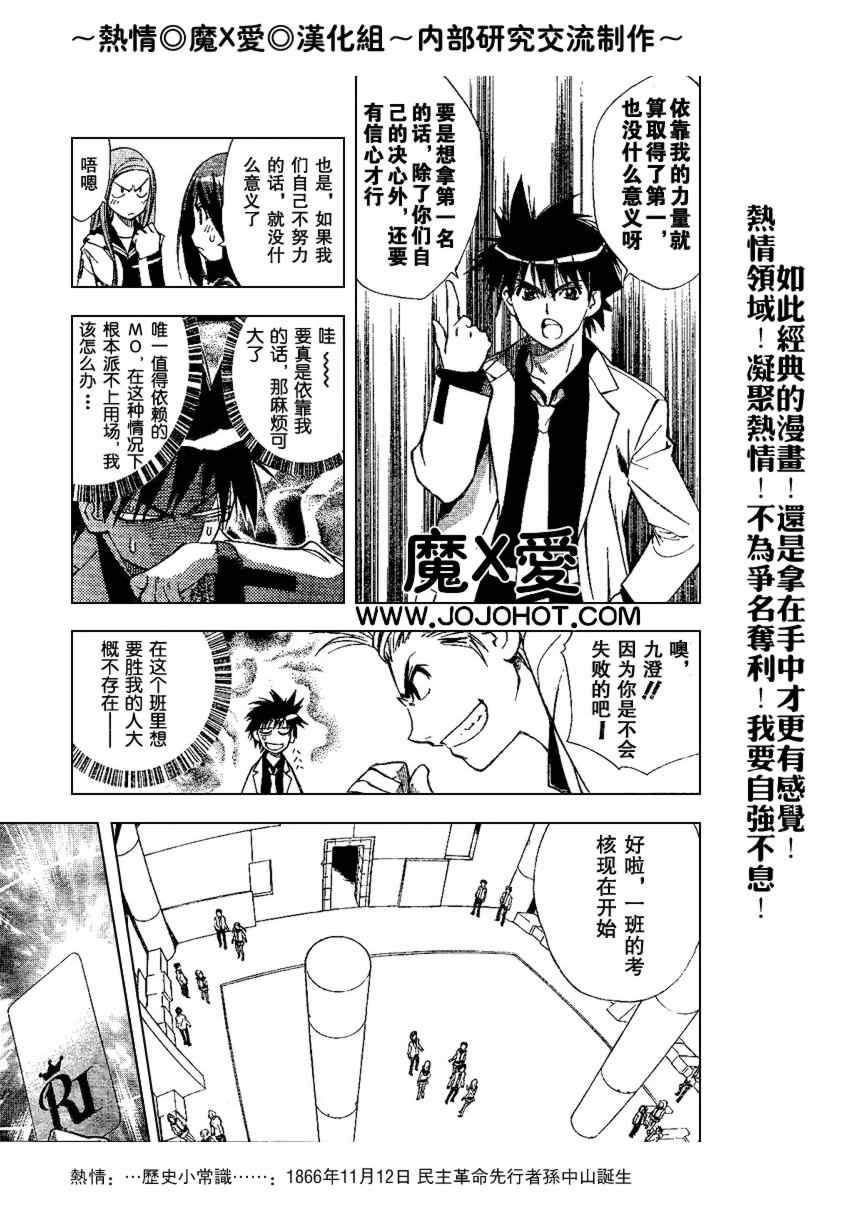 ～熱情◎魔X愛◎漢化組～内部研究交流制作～
依靠我的力量就
算取得了第一，
也没什么意义呀
要是想拿第一名
的话，除了你们自
己的决心外，还要
有信心才行
也是，如果我
们自己不努力
的话，就没什
么意义了
唔嗯
哇～～～
要真是依靠我
的话，那麻烦可
大了
唯一值得依赖的
MO，在这种情况下
根本派不上用场，我
该怎么办…
魔X愛
WWW.JOJOHOT.COM
噢，
九澄!!
因为你是不会
失败的吧—
在这个班里想
要胜我的人大
概不存在——
好啦，一班的考
核现在开始
如此經典的漫畫！還是拿在手中才更有感覺！
熱情領域！凝聚熱情！不為爭名奪利！我要自強不息！
熱情：…歷史小常識……：1866年11月12日 民主革命先行者孫中山誕生